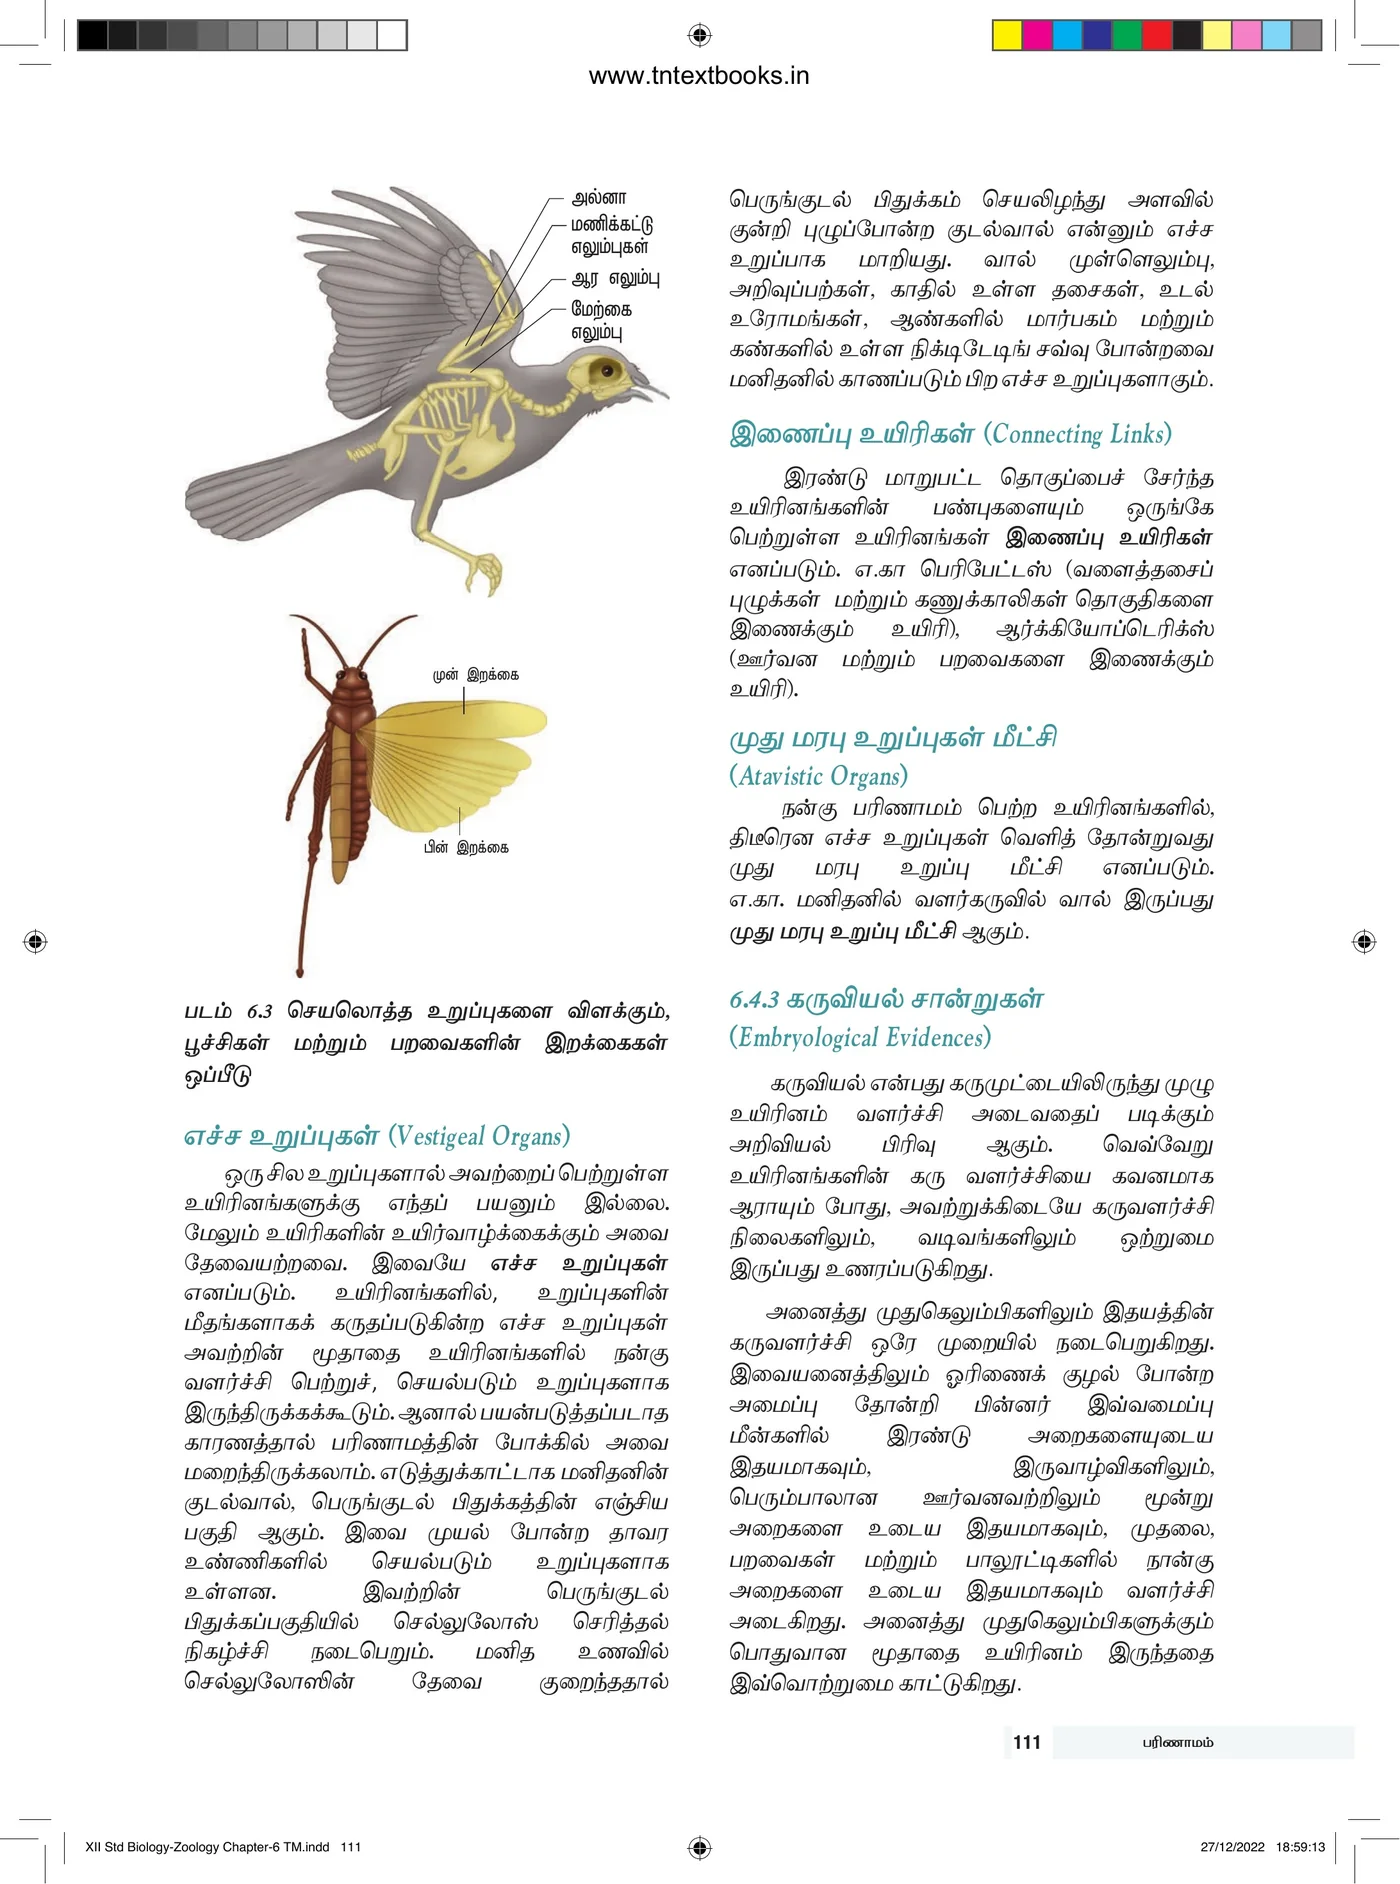 www.tntextbooks.in
அல்னா
மணிக்கட்டு
எலும்புகள்
ஆர எலும்பு
மேற்கை
எலும்பு
முன் இறக்கை
பின் இறக்கை
படம் 6.3 செயலொத்த உறுப்புகளை விளக்கும்,
பூச்சிகள் மற்றும் பறவைகளின் இறக்கைகள்
ஒப்பீடு
எச்ச உறுப்புகள் (Vestigeal Organs)
ஒரு சில உறுப்புகளால் அவற்றைப் பெற்றுள்ள
உயிரினங்களுக்கு எந்தப் பயனும் இல்லை.
மேலும் உயிரிகளின் உயிர்வாழ்க்கைக்கும் அவை
தேவையற்றவை. இவையே எச்ச உறுப்புகள்
எனப்படும். உயிரினங்களில், உறுப்புகளின்
மீதங்களாகக் கருதப்படுகின்ற எச்ச உறுப்புகள்
அவற்றின் மூதாதை உயிரினங்களில் நன்கு
வளர்ச்சி பெற்றுச், செயல்படும் உறுப்புகளாக
இருந்திருக்கக்கூடும். ஆனால் பயன்படுத்தப்படாத
காரணத்தால் பரிணாமத்தின் போக்கில் அவை
மறைந்திருக்கலாம். எடுத்துக்காட்டாக மனிதனின்
குடல்வால், பெருங்குடல் பிதுக்கத்தின் எஞ்சிய
பகுதி ஆகும். இவை முயல் போன்ற தாவர
உண்ணிகளில் செயல்படும் உறுப்புகளாக
உள்ளன. இவற்றின் பெருங்குடல்
பிதுக்கப்பகுதியில் செல்லுலோஸ் செரித்தல்
நிகழ்ச்சி நடைபெறும். மனித உணவில்
செல்லுலோஸின் தேவை குறைந்ததால்
பெருங்குடல் பிதுக்கம் செயலிழந்து அளவில்
குன்றி புழுப்போன்ற குடல்வால் என்னும் எச்ச
உறுப்பாக மாறியது. வால் முள்ளெலும்பு,
அறிவுப்பற்கள், காதில் உள்ள தசைகள், உடல்
உரோமங்கள், ஆண்களில் மார்பகம் மற்றும்
கண்களில் உள்ள நிக்டிடேடிங் சவ்வு போன்றவை
மனிதனில் காணப்படும் பிற எச்ச உறுப்புகளாகும்.
இணைப்பு உயிரிகள் (Connecting Links)
இரண்டு மாறுபட்ட தொகுப்பைச் சேர்ந்த
உயிரினங்களின் பண்புகளையும் ஒருங்கே
பெற்றுள்ள உயிரினங்கள் இணைப்பு உயிரிகள்
எனப்படும். எ.கா பெரிபேட்டஸ் (வளைத்தசைப்
புழுக்கள் மற்றும் கணுக்காலிகள் தொகுதிகளை
இணைக்கும் உயிரி), ஆர்க்கியோப்டெரிக்ஸ்
(ஊர்வன மற்றும் பறவைகளை இணைக்கும்
உயிரி).
முது மரபு உறுப்புகள் மீட்சி
(Atavistic Organs)
நன்கு பரிணாமம் பெற்ற உயிரினங்களில்,
திடீரென எச்ச உறுப்புகள் வெளித் தோன்றுவது
முது மரபு உறுப்பு மீட்சி எனப்படும்.
எ.கா. மனிதனில் வளர்கருவில் வால் இருப்பது
முது மரபு உறுப்பு மீட்சி ஆகும்.
6.4.3 கருவியல் சான்றுகள்
(Embryological Evidences)
கருவியல் என்பது கருமுட்டையிலிருந்து முழு
உயிரினம் வளர்ச்சி அடைவதைப் படிக்கும்
அறிவியல் பிரிவு ஆகும். வெவ்வேறு
உயிரினங்களின் கரு வளர்ச்சியை கவனமாக
ஆராயும் போது, அவற்றுக்கிடையே கருவளர்ச்சி
நிலைகளிலும், வடிவங்களிலும் ஒற்றுமை
இருப்பது உணரப்படுகிறது.
அனைத்து முதுகெலும்பிகளிலும் இதயத்தின்
கருவளர்ச்சி ஒரே முறையில் நடைபெறுகிறது.
இவையனைத்திலும் ஓரிணைக் குழல் போன்ற
அமைப்பு தோன்றி பின்னர் இவ்வமைப்பு
மீன்களில் இரண்டு அறைகளையுடைய
இதயமாகவும், இருவாழ்விகளிலும்,
பெரும்பாலான ஊர்வனவற்றிலும் மூன்று
அறைகளை உடைய இதயமாகவும், முதலை,
பறவைகள் மற்றும் பாலூட்டிகளில் நான்கு
அறைகளை உடைய இதயமாகவும் வளர்ச்சி
அடைகிறது. அனைத்து முதுகெலும்பிகளுக்கும்
பொதுவான மூதாதை உயிரினம் இருந்ததை
இவ்வொற்றுமை காட்டுகிறது.
111 பரிணாமம்
XII Std Biology-Zoology Chapter-6 TM.indd 111
27/12/2022 18:59:13